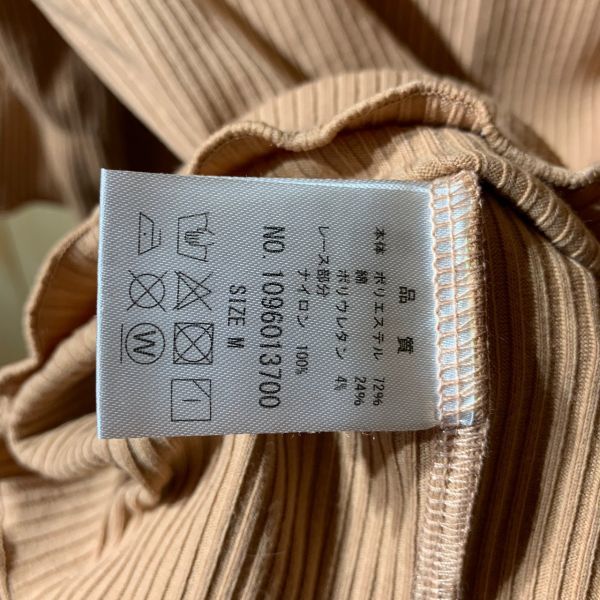 品 質
本体 ポリエステル 72%
綿 24%
ポリウレタン 4%
レース部分
ナイロン 100%
NO. 1096013700
SIZE M
W